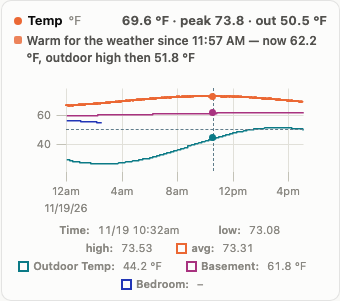 Temp °F 69.6 °F · peak 73.8 · out 50.5 °F
Warm for the weather since 11:57 AM — now 62.2
°F, outdoor high then 51.8 °F
60
40
12am 4am 8am 12pm 4pm
11/19/26
Time: 11/19 10:32am low: 73.08
high: 73.53 avg: 73.31
Outdoor Temp: 44.2 °F Basement: 61.8 °F
Bedroom: –